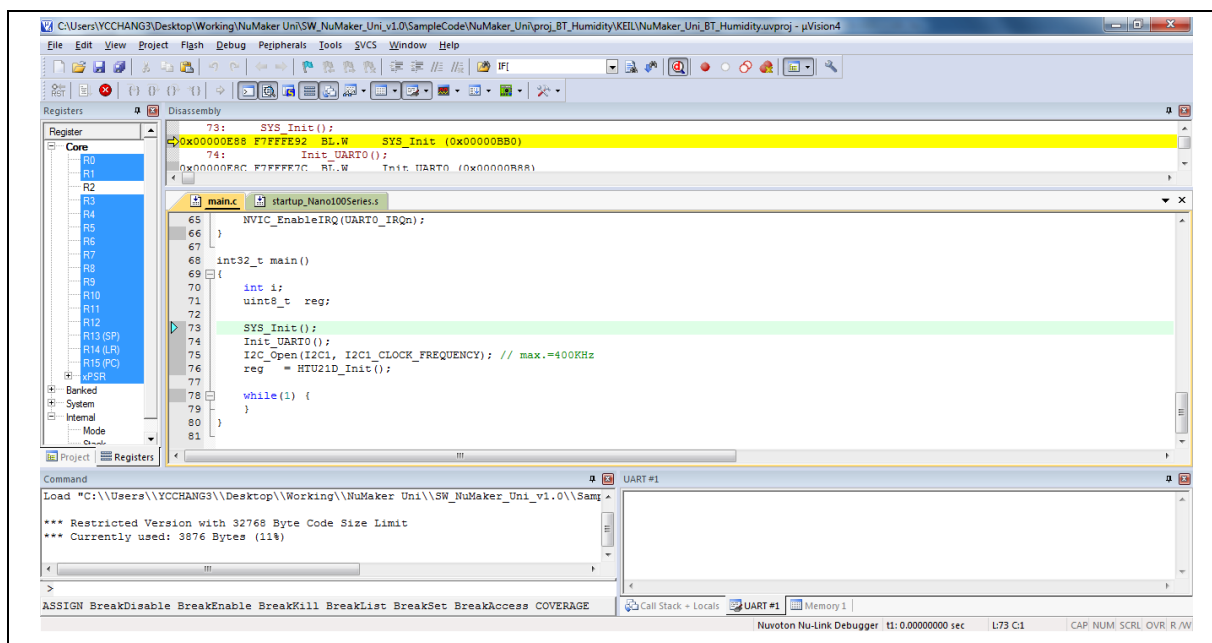 C:\Users\YCCHANG3\Desktop\Working\NuMaker Uni\SW_NuMaker_Uni_v1.0\SampleCode\NuMaker_Uni\proj_BT_Humidity\KEIL\NuMaker_Uni_BT_Humidity.uvproj - µVision4
File Edit View Project Flash Debug Peripherals Tools SVCS Window Help
IF[
Registers
Disassembly
Register
Core
R0
R1
R2
R3
R4
R5
R6
R7
R8
R9
R10
R11
R12
R13 (SP)
R14 (LR)
R15 (PC)
xPSR
Banked
System
Internal
Mode
Project Registers
73: SYS_Init();
0x00000E88 F7FFFE92 BL.W SYS_Init (0x00000BB0)
74: Init_UART0();
0x00000E8C F7FFFE7C BL.W Init_UART0 (0x00000B88)
main.c startup_Nano100Series.s
65 NVIC_EnableIRQ(UART0_IRQn);
66 }
67
68 int32_t main()
69 {
70 int i;
71 uint8_t reg;
72
73 SYS_Init();
74 Init_UART0();
75 I2C_Open(I2C1, I2C1_CLOCK_FREQUENCY); // max.=400KHz
76 reg = HTU21D_Init();
77
78 while(1) {
79 }
80 }
81
Command
Load "C:\\Users\\YCCHANG3\\Desktop\\Working\\NuMaker Uni\\SW_NuMaker_Uni_v1.0\\Samp
*** Restricted Version with 32768 Byte Code Size Limit
*** Currently used: 3876 Bytes (11%)
>
ASSIGN BreakDisable BreakEnable BreakKill BreakList BreakSet BreakAccess COVERAGE
UART #1
Call Stack + Locals UART #1 Memory 1
Nuvoton Nu-Link Debugger t1: 0.00000000 sec L:73 C:1 CAP NUM SCRL OVR R /W